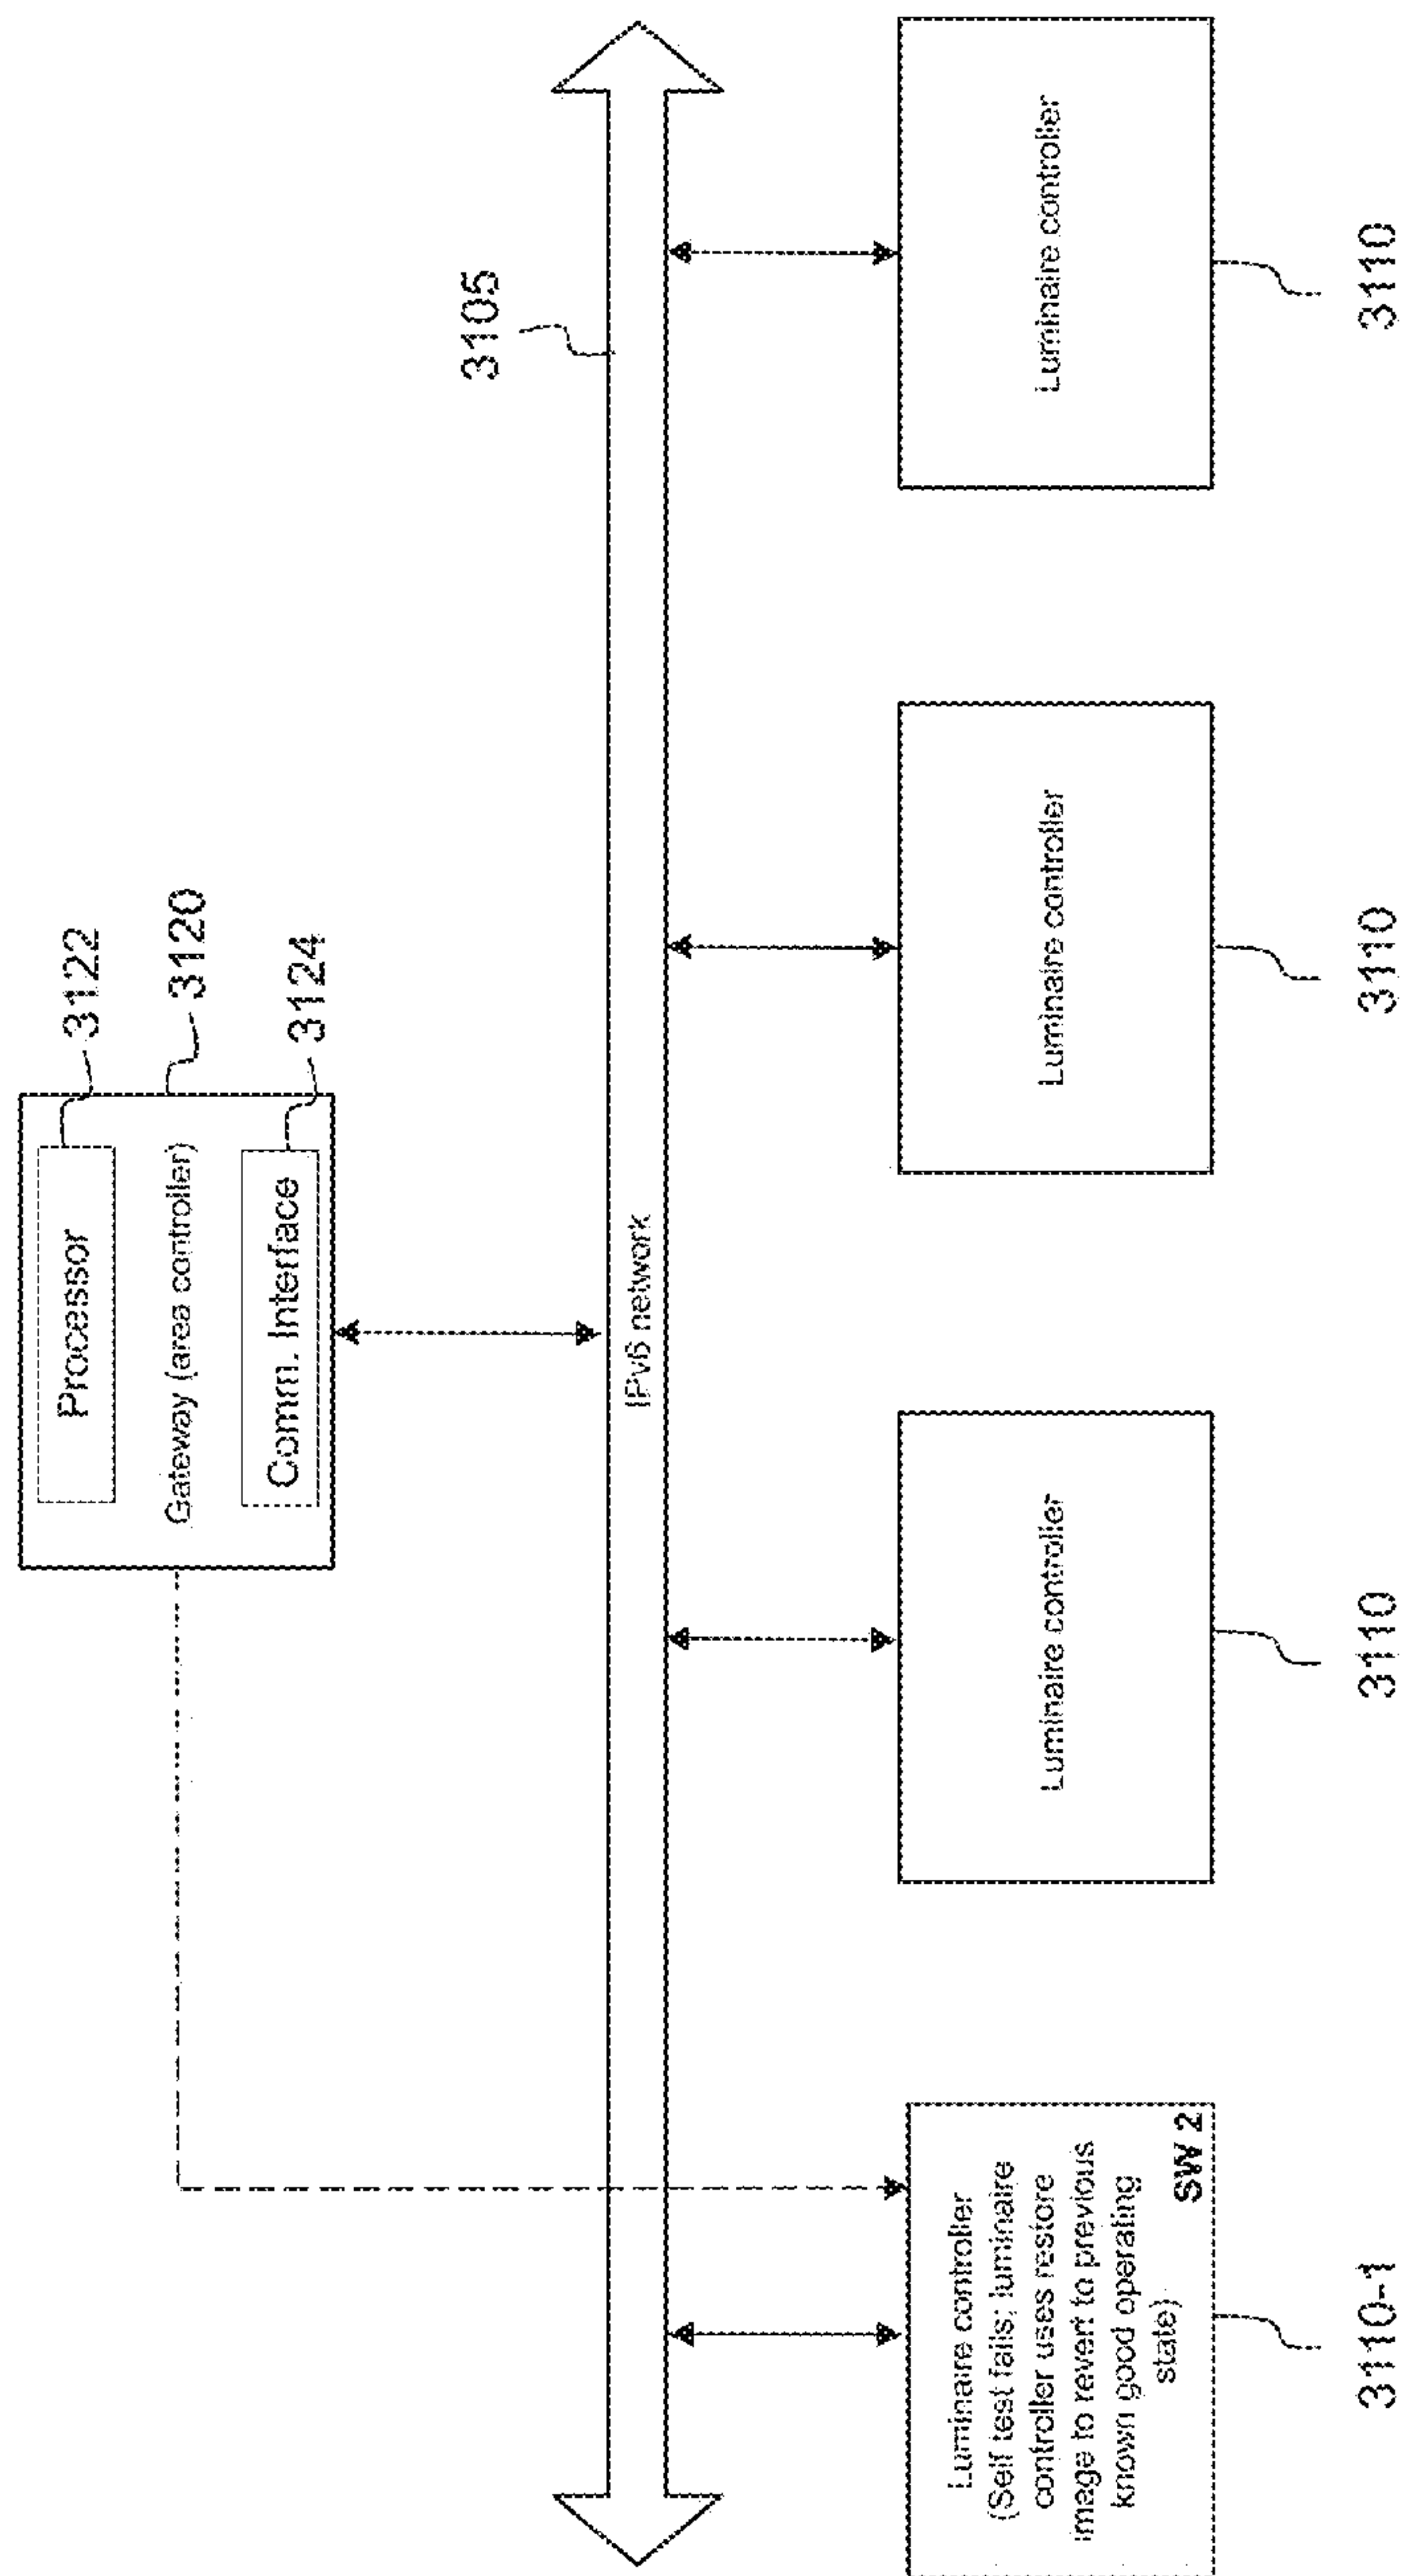 Processor
Gateway (area controller)
Comm. Interface
3122
3120
3124
3105
IPv6 network
Luminaire controller
(Self test fails; luminaire
controller uses restore
image to revert to previous
known good operating
state)
SW 2
Luminaire controller
Luminaire controller
Luminaire controller
3110-1
3110
3110
3110